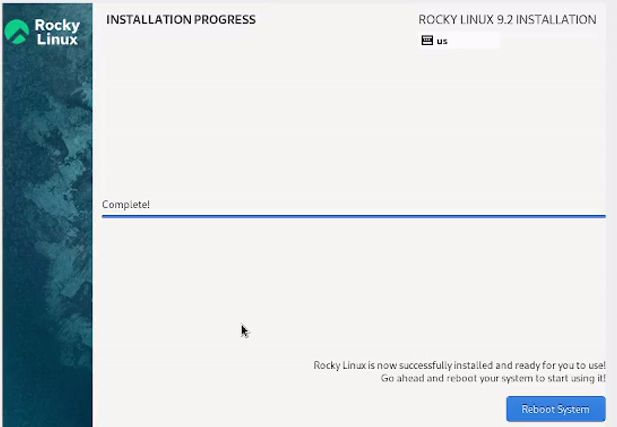 Rocky
Linux
INSTALLATION PROGRESS
ROCKY LINUX 9.2 INSTALLATION
us
Complete!
Rocky Linux is now successfully installed and ready for you to use!
Go ahead and reboot your system to start using it!
Reboot System